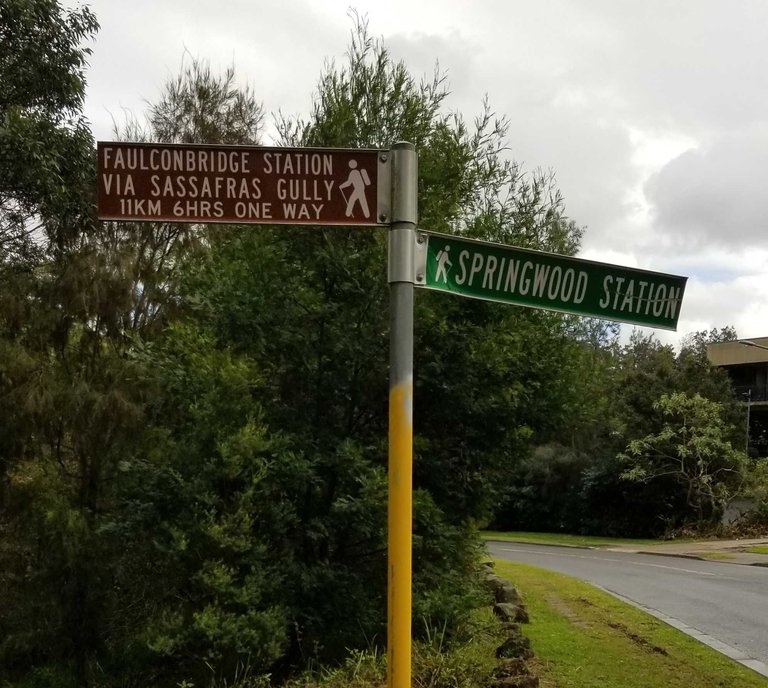 FAULCONBRIDGE STATION
VIA SASSAFRAS GULLY
11KM 6HRS ONE WAY
SPRINGWOOD STATION